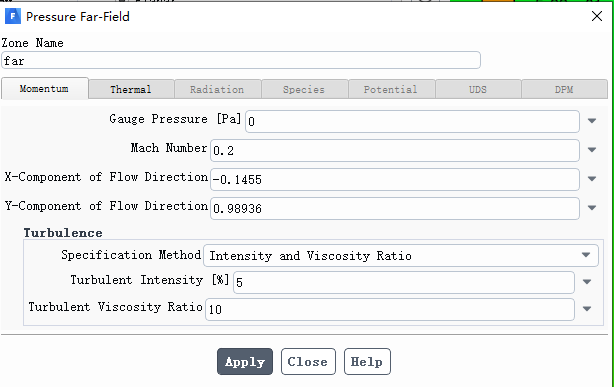 Pressure Far-Field
Zone Name
far
Momentum Thermal Radiation Species Potential UDS DPM
Gauge Pressure [Pa] 0
Mach Number 0.2
X-Component of Flow Direction -0.1455
Y-Component of Flow Direction 0.98936
Turbulence
Specification Method Intensity and Viscosity Ratio
Turbulent Intensity [%] 5
Turbulent Viscosity Ratio 10
Apply Close Help